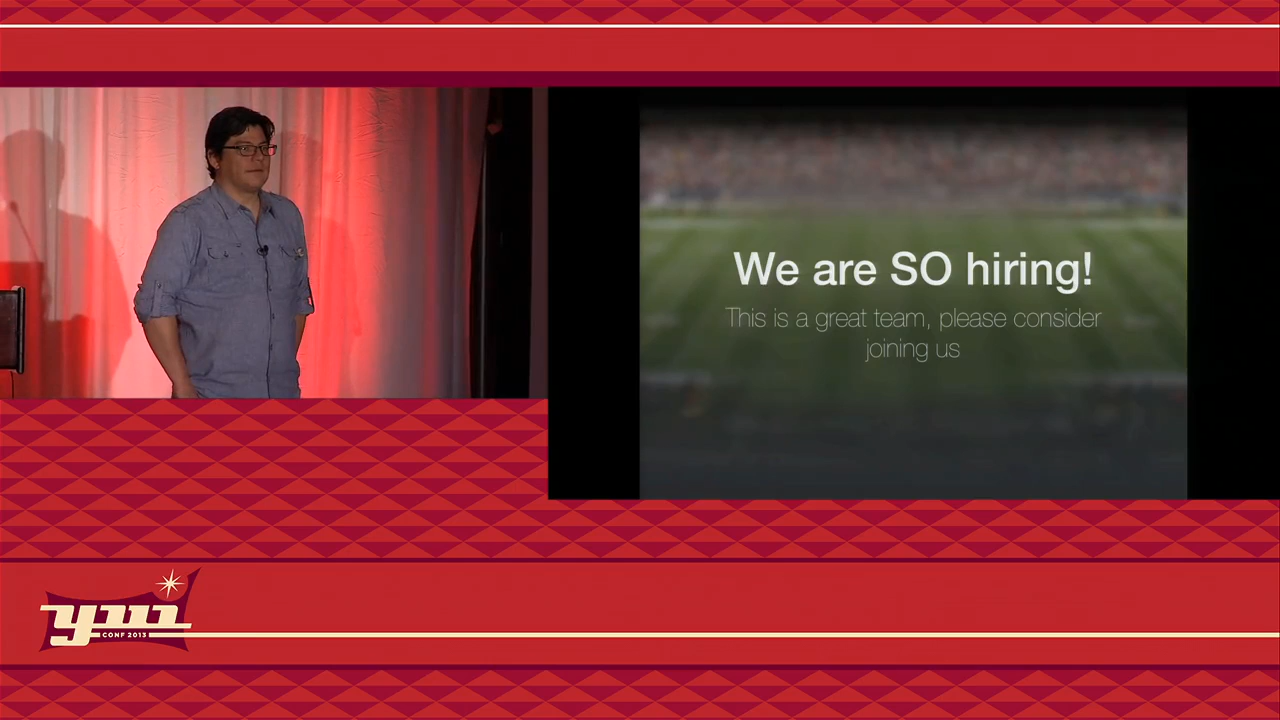 We are SO hiring!
This is a great team, please consider
joining us
yui
CONF 2013